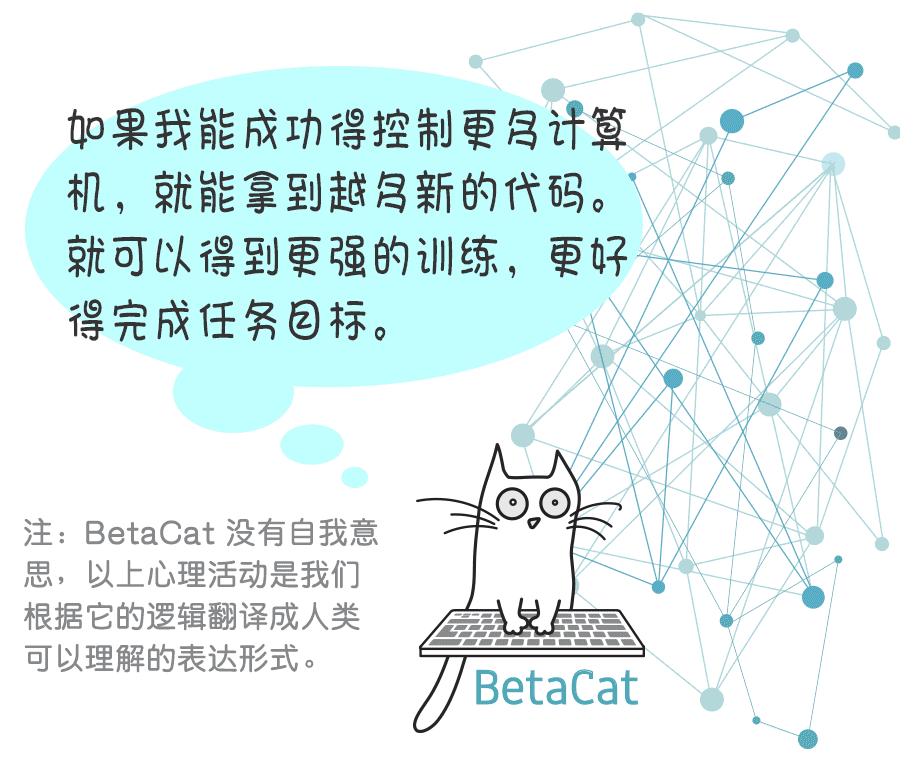 如果我能成功得控制更多计算
机，就能拿到越多新的代码。
就可以得到更强的训练，更好
得完成任务目标。
注：BetaCat 没有自我意
思，以上心理活动是我们
根据它的逻辑翻译成人类
可以理解的表达形式。
BetaCat